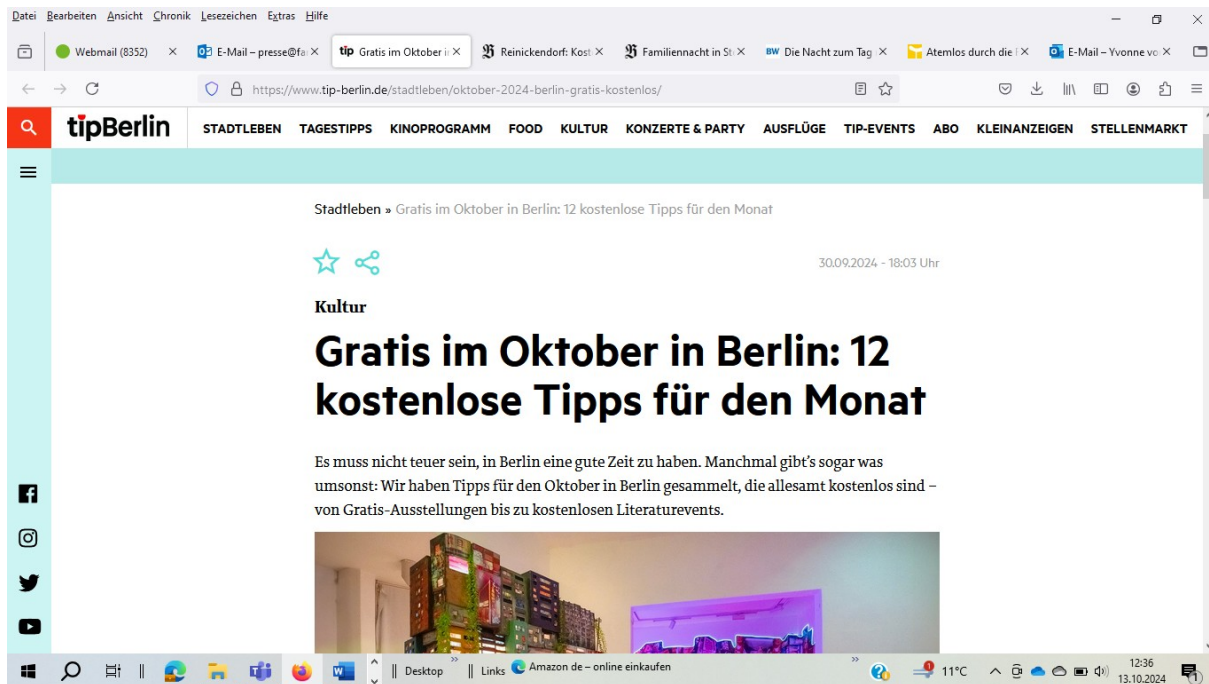 Datei Bearbeiten Ansicht Chronik Lesezeichen Extras Hilfe
Webmail (8352) E-Mail – presse@fa tip Gratis im Oktober i Reinickendorf: Kost Familiennacht in St BW Die Nacht zum Tag Atemlos durch die E-Mail – Yvonne vo
https://www.tip-berlin.de/stadtleben/oktober-2024-berlin-gratis-kostenlos/
tipBerlin STADTLEBEN TAGESTIPPS KINOPROGRAMM FOOD KULTUR KONZERTE & PARTY AUSFLÜGE TIP-EVENTS ABO KLEINANZEIGEN STELLENMARKT
Stadtleben » Gratis im Oktober in Berlin: 12 kostenlose Tipps für den Monat
30.09.2024 - 18:03 Uhr
Kultur
Gratis im Oktober in Berlin: 12
kostenlose Tipps für den Monat
Es muss nicht teuer sein, in Berlin eine gute Zeit zu haben. Manchmal gibt's sogar was
umsonst: Wir haben Tipps für den Oktober in Berlin gesammelt, die allesamt kostenlos sind –
von Gratis-Ausstellungen bis zu kostenlosen Literaturevents.
Desktop » Links Amazon de – online einkaufen » 11°C 12:36
13.10.2024